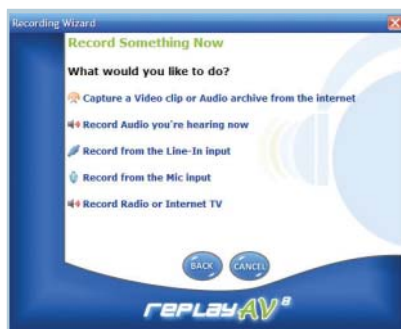 Recording Wizard
Record Something Now
What would you like to do?
Capture a Video clip or Audio archive from the internet
Record Audio you're hearing now
Record from the Line-In input
Record from the Mic input
Record Radio or Internet TV
BACK CANCEL
replay AV 8